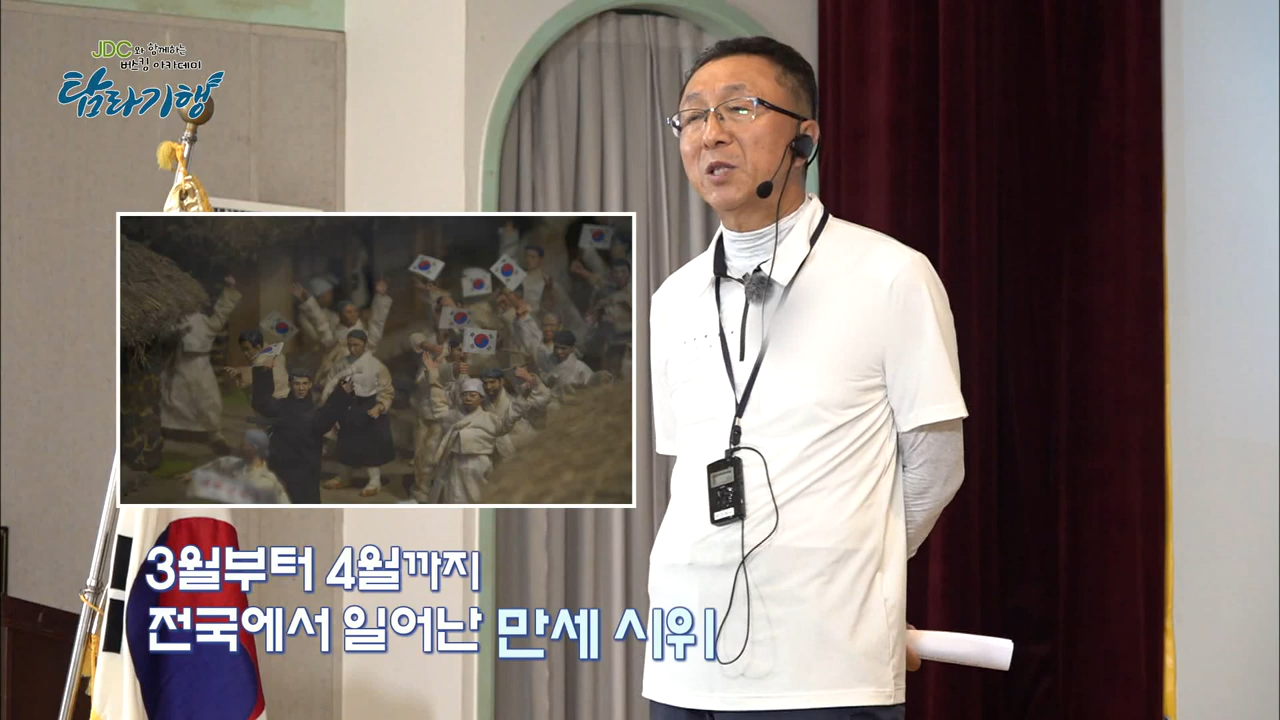 JDC와 함께하는
버스킹 아카데미
탐라기행
3월부터 4월까지
전국에서 일어난 만세 시위